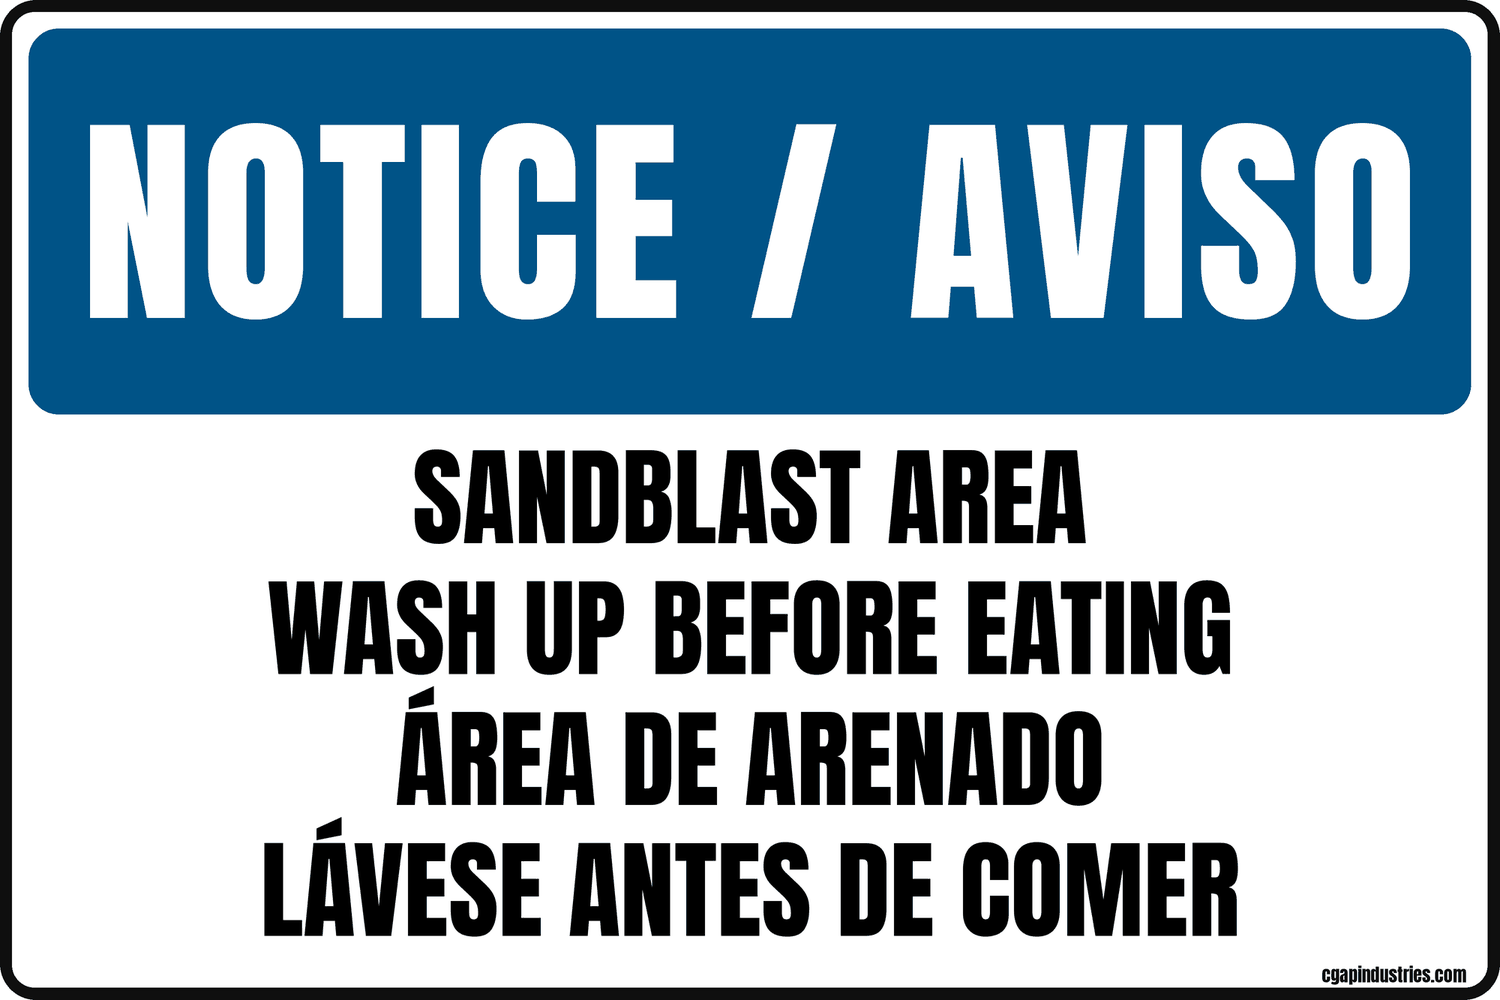 NOTICE / AVISO
SANDBLAST AREA
WASH UP BEFORE EATING
ÁREA DE ARENADO
LÁVESE ANTES DE COMER
cgapindustries.com